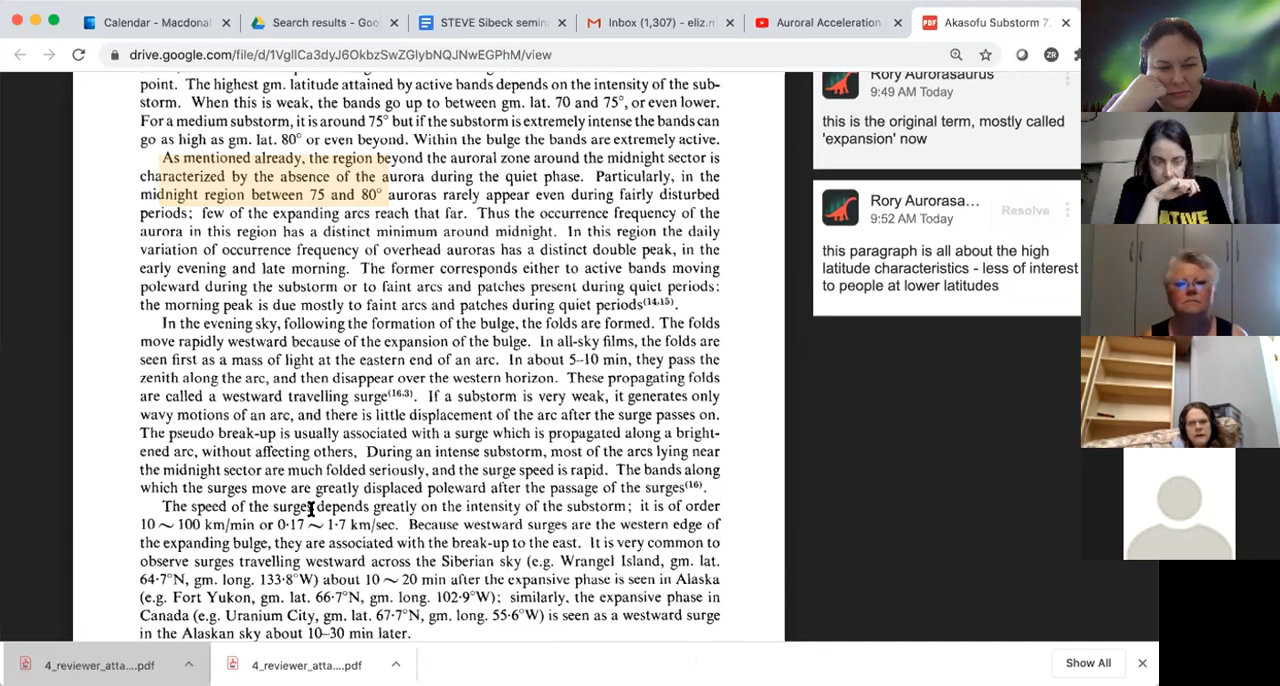 Calendar - Macdonal
Search results - Goo
STEVE Sibeck semin
Inbox (1,307) - eliz.m
Auroral Acceleration
PDF
Akasofu Substorm 7.
drive.google.com/file/d/1VgllCa3dyJ6OkbzSwZGlybNQJNwEGPhM/view
ZR
point. The highest gm. latitude attained by active bands depends on the intensity of the sub-
storm. When this is weak, the bands go up to between gm. lat. 70 and 75°, or even lower.
For a medium substorm, it is around 75° but if the substorm is extremely intense the bands can
go as high as gm. lat. 80° or even beyond. Within the bulge the bands are extremely active.
As mentioned already, the region beyond the auroral zone around the midnight sector is
characterized by the absence of the aurora during the quiet phase. Particularly, in the
midnight region between 75 and 80° auroras rarely appear even during fairly disturbed
periods; few of the expanding arcs reach that far. Thus the occurrence frequency of the
aurora in this region has a distinct minimum around midnight. In this region the daily
variation of occurrence frequency of overhead auroras has a distinct double peak, in the
early evening and late morning. The former corresponds either to active bands moving
poleward during the substorm or to faint arcs and patches present during quiet periods:
the morning peak is due mostly to faint arcs and patches during quiet periods(14,15).
In the evening sky, following the formation of the bulge, the folds are formed. The folds
move rapidly westward because of the expansion of the bulge. In all-sky films, the folds are
seen first as a mass of light at the eastern end of an arc. In about 5–10 min, they pass the
zenith along the arc, and then disappear over the western horizon. These propagating folds
are called a westward travelling surge(16,3). If a substorm is very weak, it generates only
wavy motions of an arc, and there is little displacement of the arc after the surge passes on.
The pseudo break-up is usually associated with a surge which is propagated along a bright-
ened arc, without affecting others, During an intense substorm, most of the arcs lying near
the midnight sector are much folded seriously, and the surge speed is rapid. The bands along
which the surges move are greatly displaced poleward after the passage of the surges(16).
The speed of the surges depends greatly on the intensity of the substorm; it is of order
10 ~ 100 km/min or 0·17 ~ 1·7 km/sec. Because westward surges are the western edge of
the expanding bulge, they are associated with the break-up to the east. It is very common to
observe surges travelling westward across the Siberian sky (e.g. Wrangel Island, gm. lat.
64·7°N, gm. long. 133·8°W) about 10 ~ 20 min after the expansive phase is seen in Alaska
(e.g. Fort Yukon, gm. lat. 66·7°N, gm. long. 102·9°W); similarly, the expansive phase in
Canada (e.g. Uranium City, gm. lat. 67·7°N, gm. long. 55·6°W) is seen as a westward surge
in the Alaskan sky about 10–30 min later.
Rory Aurorasaurus
9:49 AM Today
this is the original term, mostly called
'expansion' now
Rory Aurorasa...
Resolve
9:52 AM Today
this paragraph is all about the high
latitude characteristics - less of interest
to people at lower latitudes
NATIVE
4_reviewer_atta....pdf
4_reviewer_atta....pdf
Show All